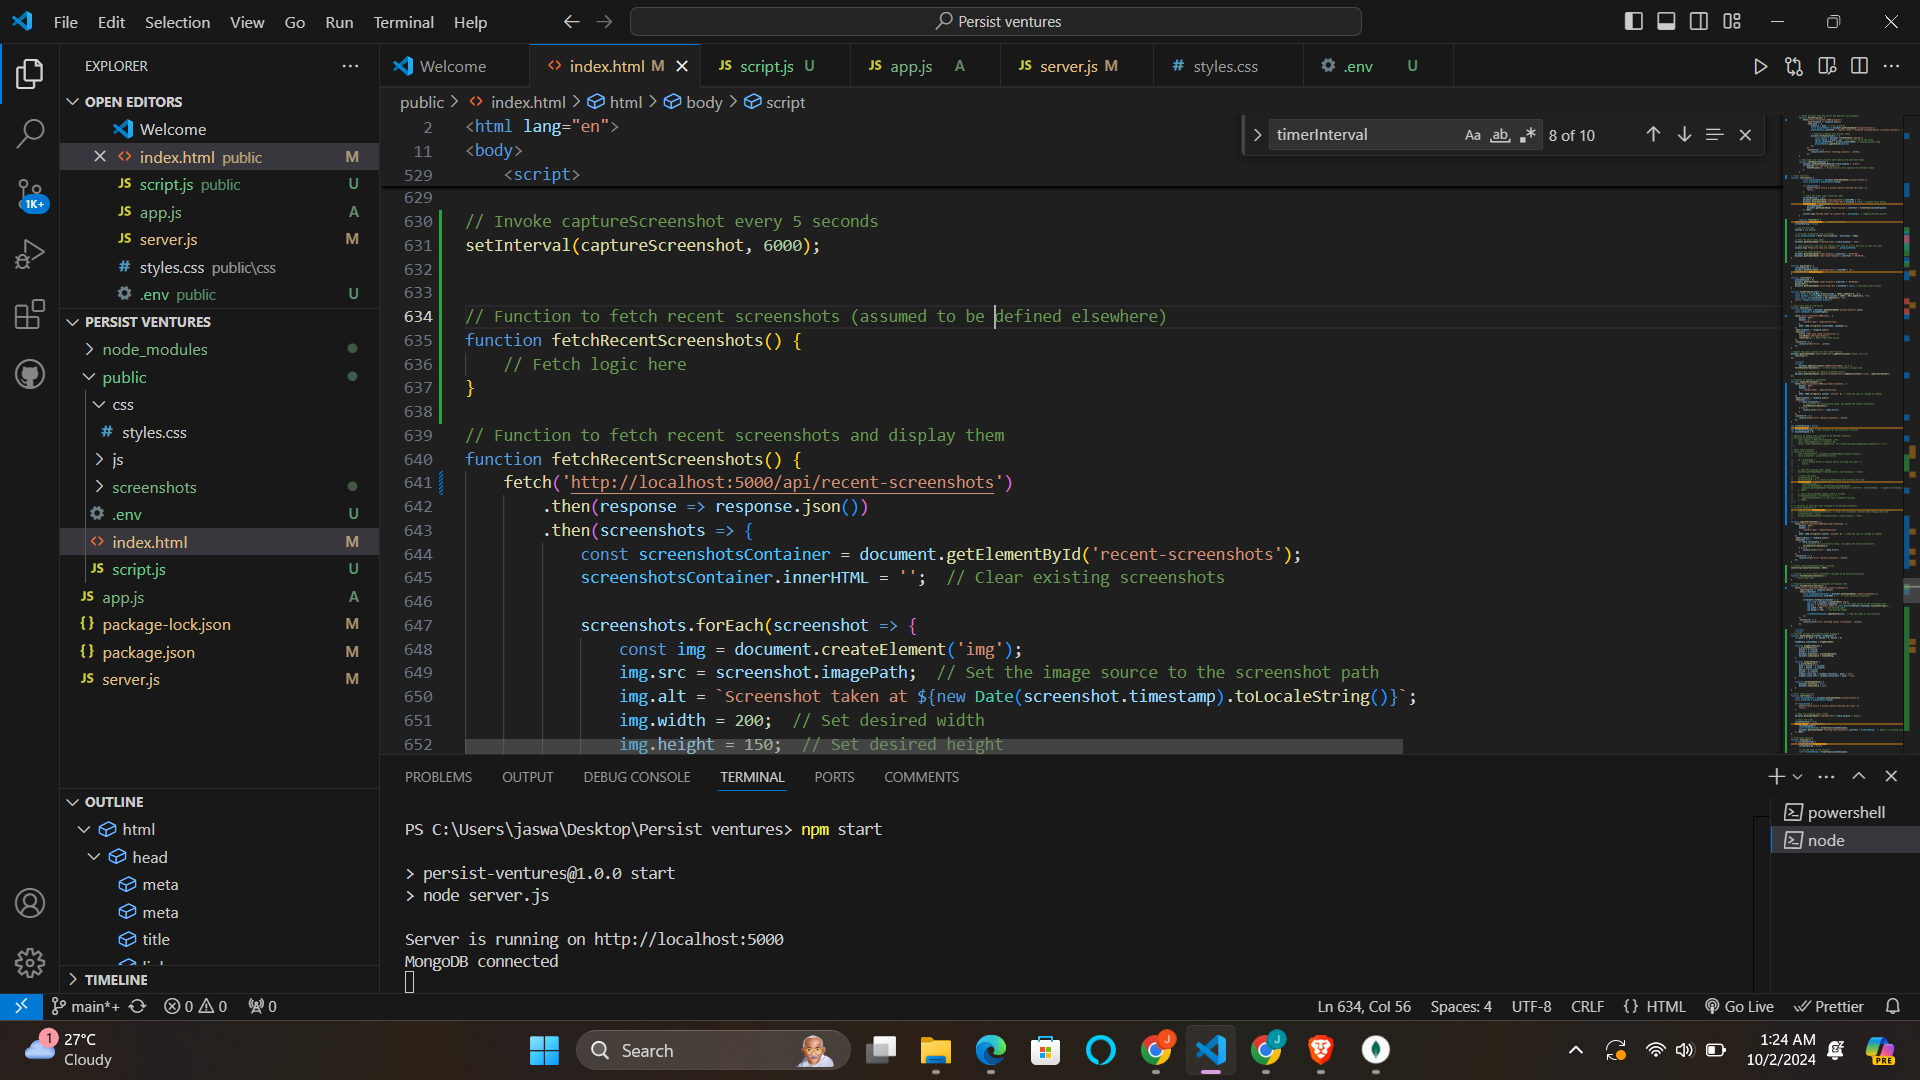 File Edit Selection View Go Run Terminal Help
Persist ventures
EXPLORER
OPEN EDITORS
Welcome
index.html public M
script.js public U
app.js A
server.js M
styles.css public\css
.env public U
PERSIST VENTURES
node_modules
public
css
styles.css
js
screenshots
.env U
index.html M
script.js U
app.js A
package-lock.json M
package.json M
server.js M
OUTLINE
html
head
meta
meta
title
TIMELINE
1K+
Welcome index.html M script.js U app.js A server.js M styles.css .env U
public > index.html > html > body > script
timerInterval Aa ab 8 of 10
2 <html lang="en">
11 <body>
529 <script>
629
630 // Invoke captureScreenshot every 5 seconds
631 setInterval(captureScreenshot, 6000);
632
633
634 // Function to fetch recent screenshots (assumed to be defined elsewhere)
635 function fetchRecentScreenshots() {
636 // Fetch logic here
637 }
638
639 // Function to fetch recent screenshots and display them
640 function fetchRecentScreenshots() {
641 fetch('http://localhost:5000/api/recent-screenshots')
642 .then(response => response.json())
643 .then(screenshots => {
644 const screenshotsContainer = document.getElementById('recent-screenshots');
645 screenshotsContainer.innerHTML = ''; // Clear existing screenshots
646
647 screenshots.forEach(screenshot => {
648 const img = document.createElement('img');
649 img.src = screenshot.imagePath; // Set the image source to the screenshot path
650 img.alt = `Screenshot taken at ${new Date(screenshot.timestamp).toLocaleString()}`;
651 img.width = 200; // Set desired width
652 img.height = 150; // Set desired height
PROBLEMS OUTPUT DEBUG CONSOLE TERMINAL PORTS COMMENTS
PS C:\Users\jaswa\Desktop\Persist ventures> npm start
> persist-ventures@1.0.0 start
> node server.js
Server is running on http://localhost:5000
MongoDB connected
powershell
node
main*+ 0 0 0 Ln 634, Col 56 Spaces: 4 UTF-8 CRLF {} HTML Go Live Prettier
1 27°C
Cloudy
Search
J
J
PRE
1:24 AM
10/2/2024